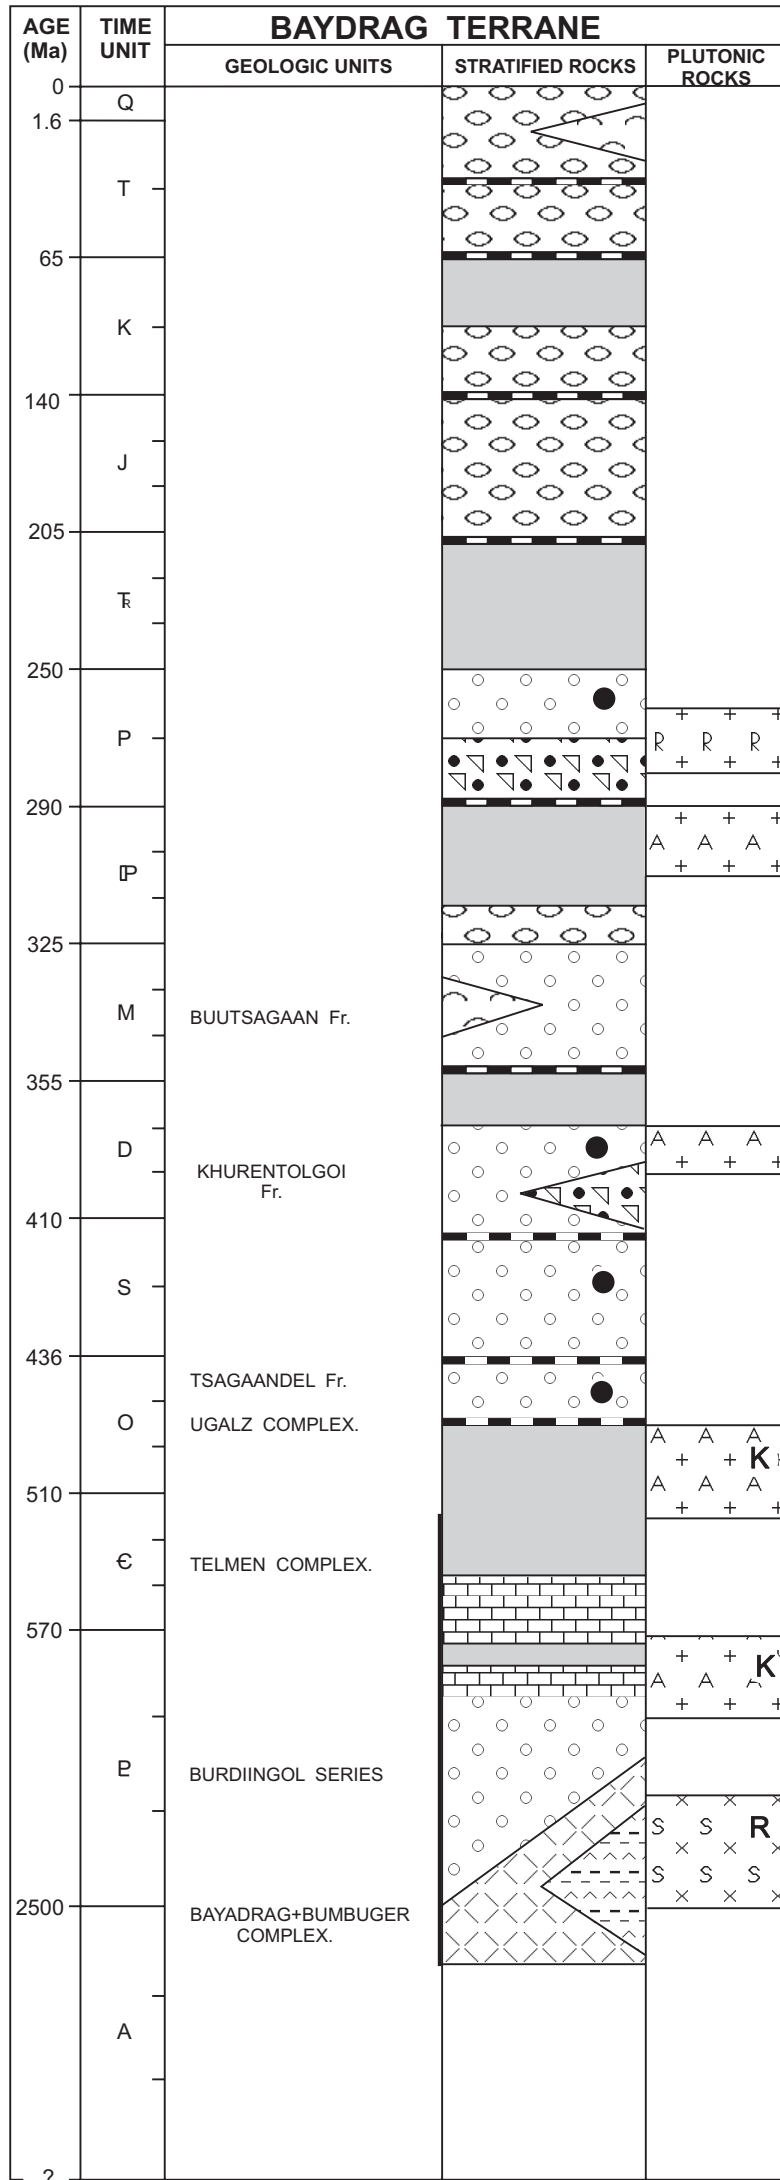 AGE
(Ma)
TIME
UNIT
BAYDRAG TERRANE
GEOLOGIC UNITS
STRATIFIED ROCKS
PLUTONIC
ROCKS
0
Q
1.6
T
65
K
140
J
205
TR
250
P
R R R
290
A A A
IP
325
M
BUUTSAGAAN Fr.
355
D
A A A
KHURENTOLGOI
Fr.
410
S
436
TSAGAANDEL Fr.
O
UGALZ COMPLEX.
A A A
K
A A A
510
Є
TELMEN COMPLEX.
570
K
A A
P
BURDIINGOL SERIES
S S R
S S S
2500
BAYADRAG+BUMBUGER
COMPLEX.
A
?